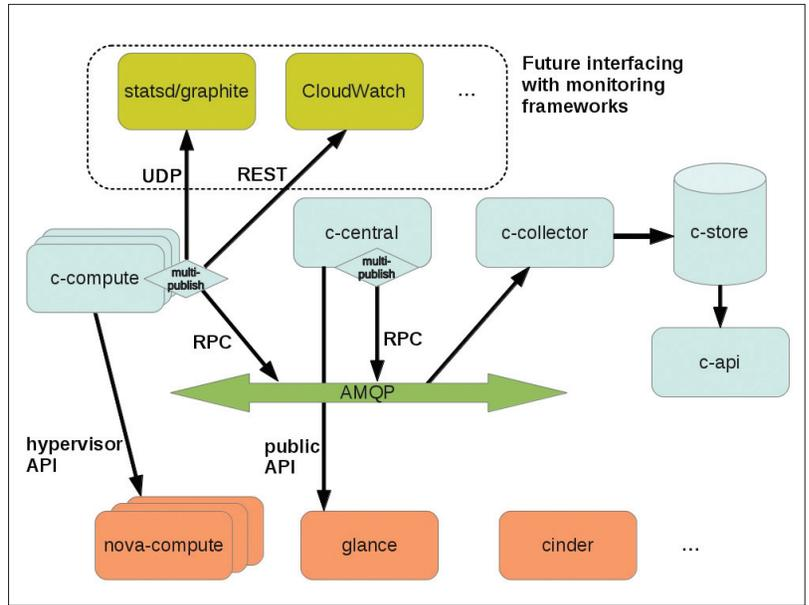 Future interfacing
with monitoring
frameworks
statsd/graphite
CloudWatch
...
UDP
REST
c-central
c-collector
c-store
c-compute
multi-
publish
multi-
publish
RPC
RPC
c-api
AMQP
hypervisor
API
public
API
nova-compute
glance
cinder
...